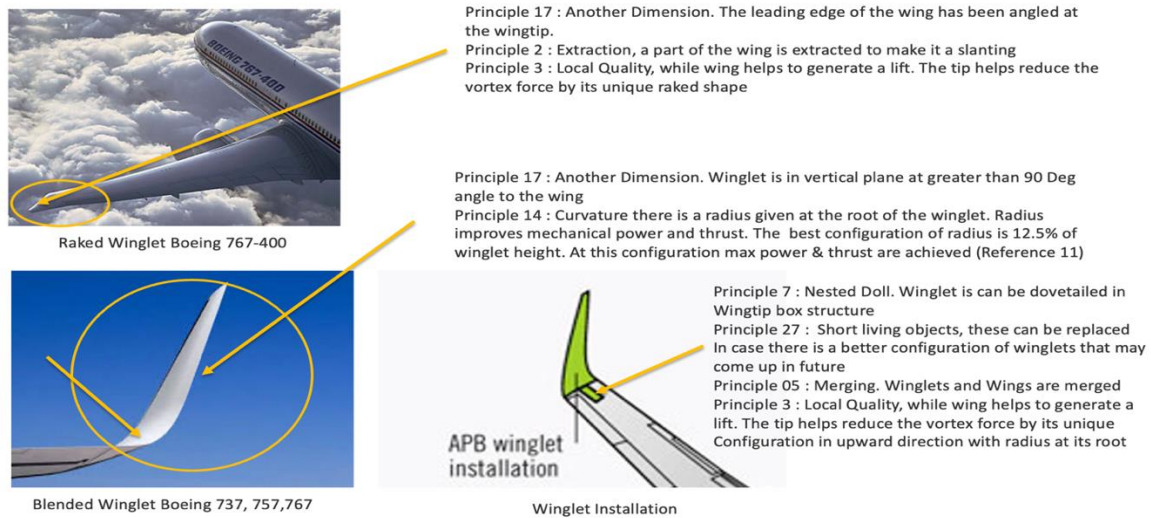 Principle 17 : Another Dimension. The leading edge of the wing has been angled at
the wingtip.
Principle 2 : Extraction, a part of the wing is extracted to make it a slanting
Principle 3 : Local Quality, while wing helps to generate a lift. The tip helps reduce the
vortex force by its unique raked shape
BOEING 767-400
Raked Winglet Boeing 767-400
Principle 17 : Another Dimension. Winglet is in vertical plane at greater than 90 Deg
angle to the wing
Principle 14 : Curvature there is a radius given at the root of the winglet. Radius
improves mechanical power and thrust. The best configuration of radius is 12.5% of
winglet height. At this configuration max power & thrust are achieved (Reference 11)
Principle 7 : Nested Doll. Winglet is can be dovetailed in
Wingtip box structure
Principle 27 : Short living objects, these can be replaced
In case there is a better configuration of winglets that may
come up in future
Principle 05 : Merging. Winglets and Wings are merged
Principle 3 : Local Quality, while wing helps to generate a
lift. The tip helps reduce the vortex force by its unique
Configuration in upward direction with radius at its root
APB winglet
installation
Blended Winglet Boeing 737, 757,767
Winglet Installation